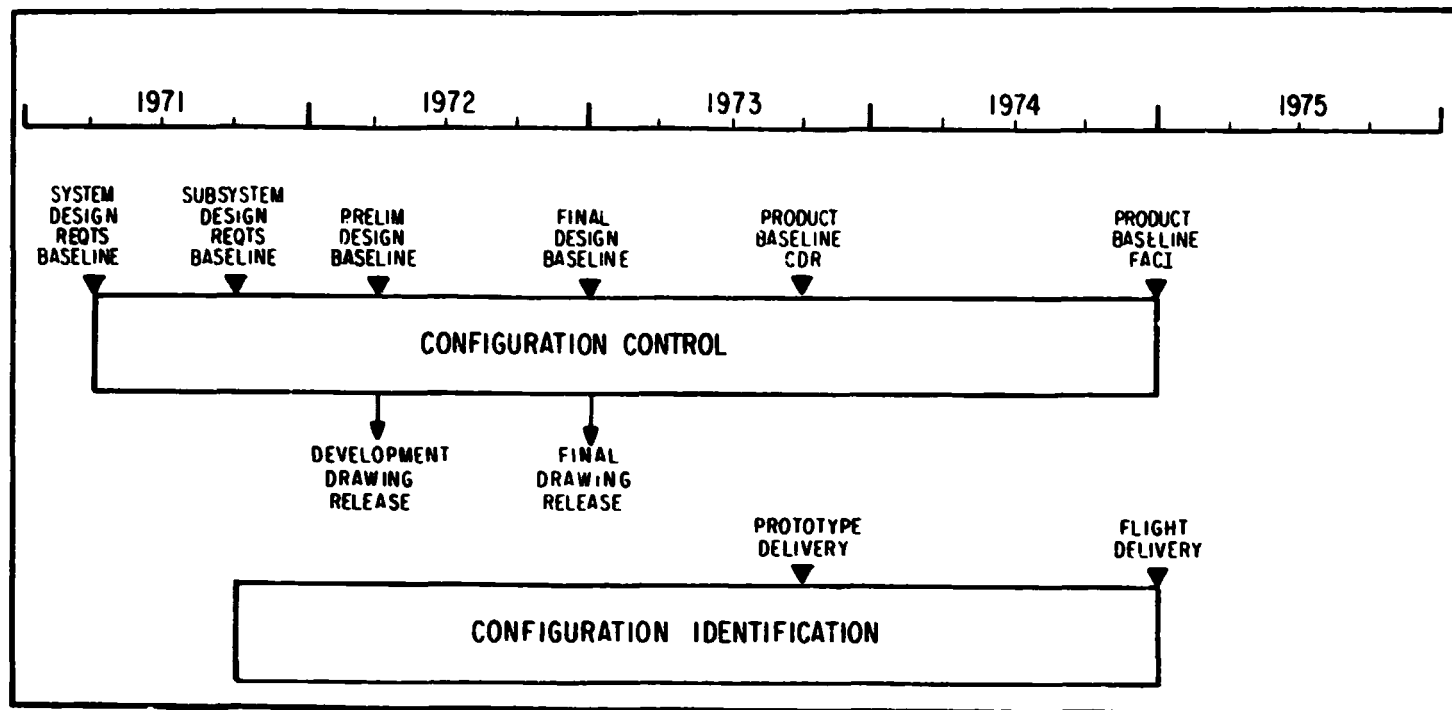 1971 1972 1973 1974 1975
SYSTEM
DESIGN
REQTS
BASELINE
SUBSYSTEM
DESIGN
REQTS
BASELINE
PRELIM
DESIGN
BASELINE
FINAL
DESIGN
BASELINE
PRODUCT
BASELINE
CDR
PRODUCT
BASELINE
FACI
CONFIGURATION CONTROL
DEVELOPMENT
DRAWING
RELEASE
FINAL
DRAWING
RELEASE
PROTOTYPE
DELIVERY
FLIGHT
DELIVERY
CONFIGURATION IDENTIFICATION